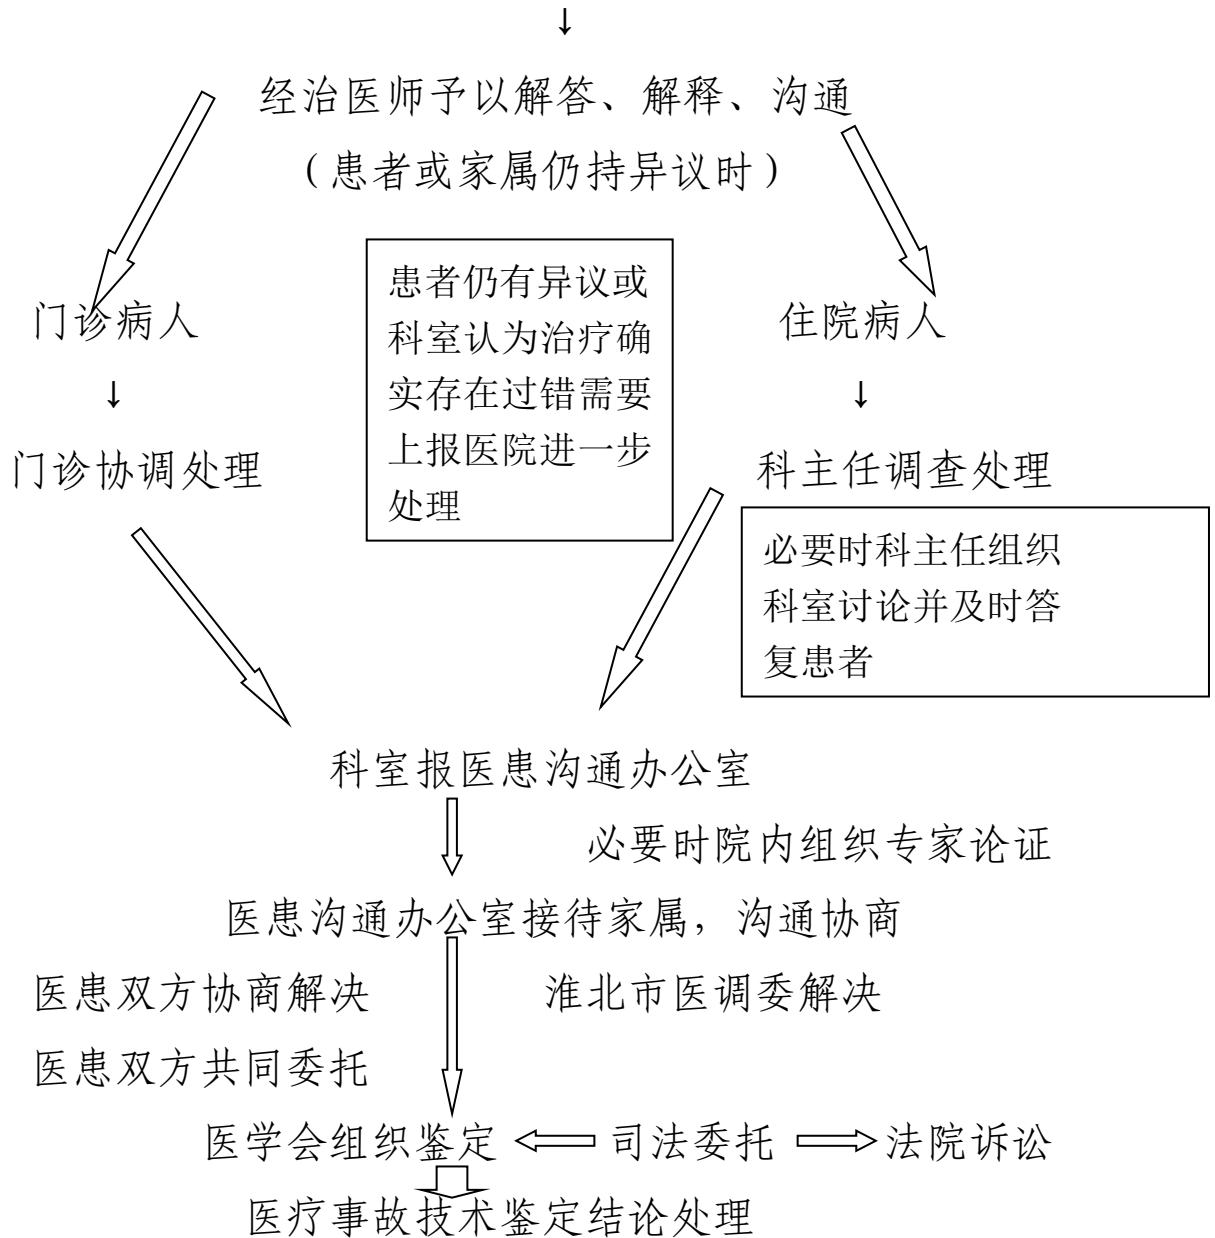 ↓
经治医师予以解答、解释、沟通
（患者或家属仍持异议时）
患者仍有异议或
科室认为治疗确
实存在过错需要
上报医院进一步
处理
门诊病人
住院病人
↓
↓
门诊协调处理
科主任调查处理
必要时科主任组织
科室讨论并及时答
复患者
科室报医患沟通办公室
必要时院内组织专家论证
医患沟通办公室接待家属，沟通协商
医患双方协商解决
淮北市医调委解决
医患双方共同委托
医学会组织鉴定
司法委托
法院诉讼
医疗事故技术鉴定结论处理